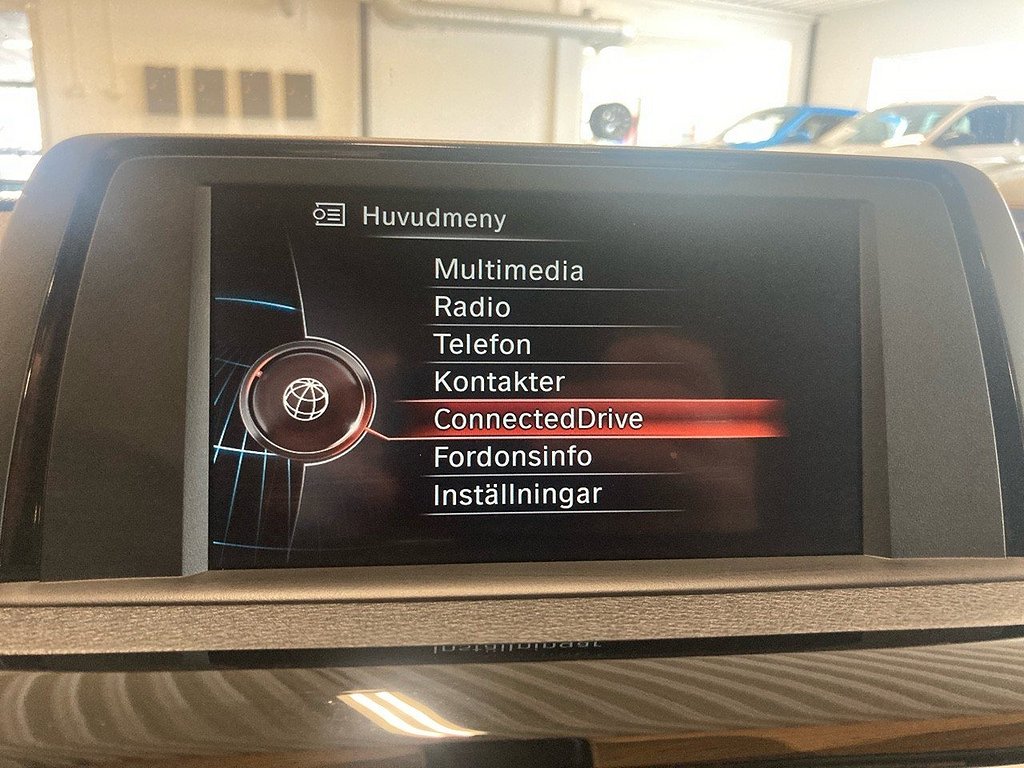 Huvudmeny
Multimedia
Radio
Telefon
Kontakter
ConnectedDrive
Fordonsinfo
Inställningar